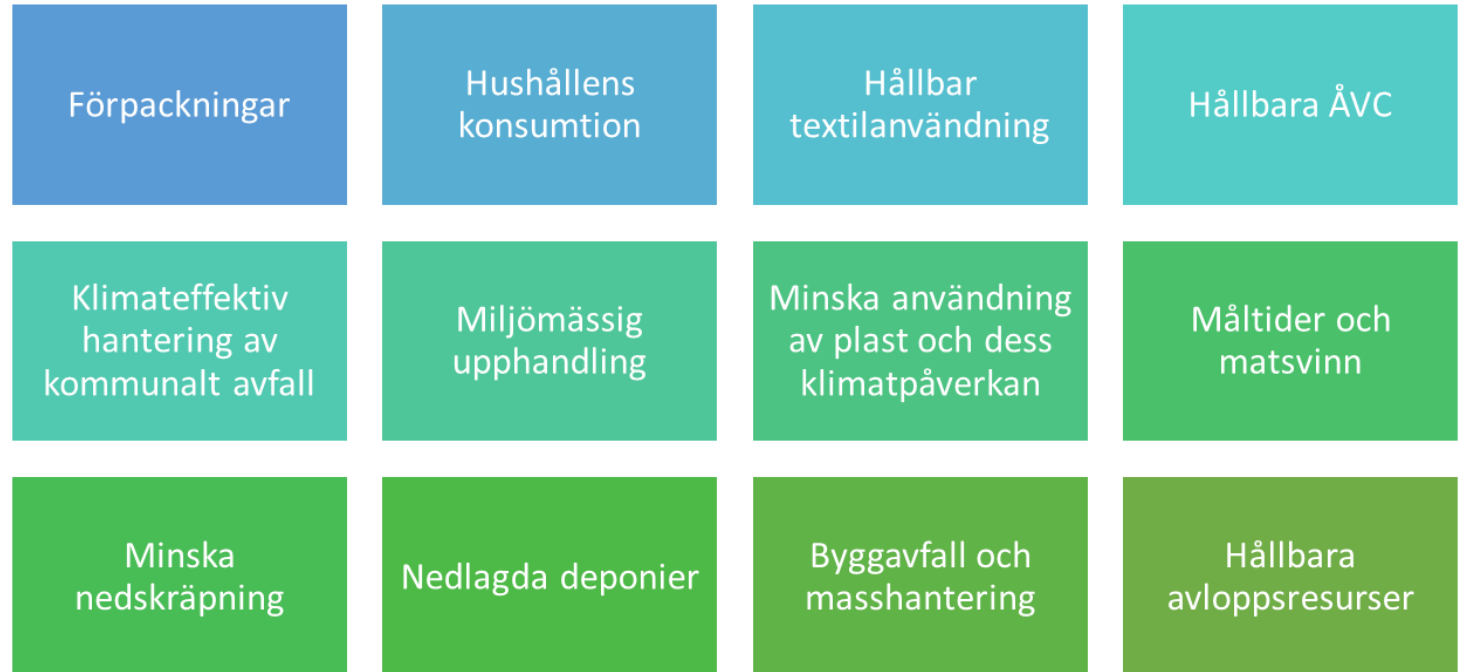 Förpackningar
Hushållens
konsumtion
Hållbar
textilanvändning
Hållbara ÅVC
Klimateffektiv
hantering av
kommunalt avfall
Miljömässig
upphandling
Minska användning
av plast och dess
klimatpåverkan
Måltider och
matsvinn
Minska
nedskräpning
Nedlagda deponier
Byggavfall och
masshantering
Hållbara
avloppsresurser